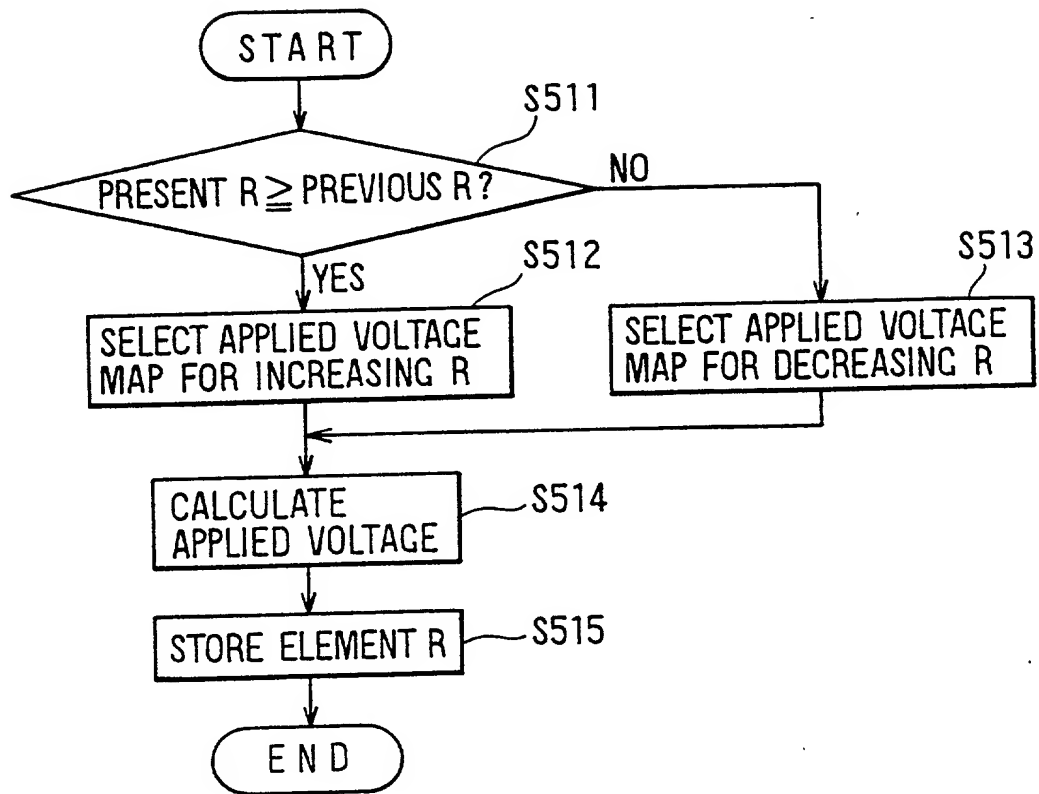 START
S511
PRESENT R ≧ PREVIOUS R?
NO
YES
S512
S513
SELECT APPLIED VOLTAGE
MAP FOR INCREASING R
SELECT APPLIED VOLTAGE
MAP FOR DECREASING R
CALCULATE
APPLIED VOLTAGE
S514
STORE ELEMENT R
S515
END